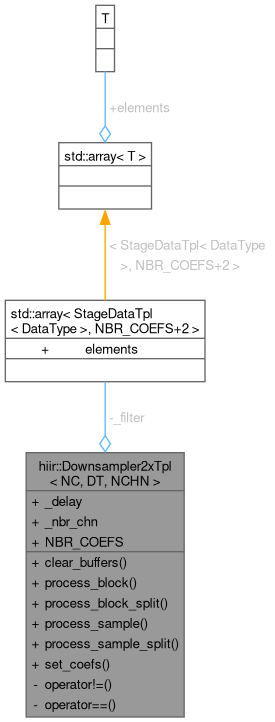 T
+elements
std::array< T >
< StageDataTpl< DataType
>, NBR_COEFS+2 >
std::array< StageDataTpl
< DataType >, NBR_COEFS+2 >
+ elements
-_filter
hiir::Downsampler2xTpl
< NC, DT, NCHN >
+ _delay
+ _nbr_chn
+ NBR_COEFS
+ clear_buffers()
+ process_block()
+ process_block_split()
+ process_sample()
+ process_sample_split()
+ set_coefs()
- operator!=()
- operator==()